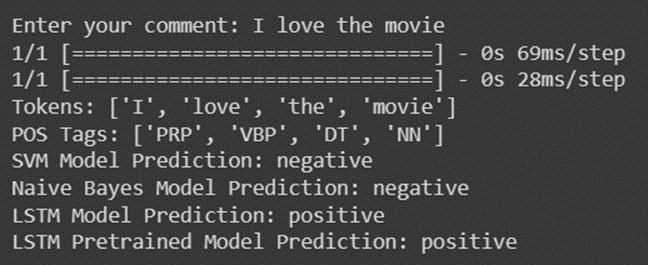 Enter your comment: I love the movie
1/1 [==============================] - 0s 69ms/step
1/1 [==============================] - 0s 28ms/step
Tokens: ['I', 'love', 'the', 'movie']
POS Tags: ['PRP', 'VBP', 'DT', 'NN']
SVM Model Prediction: negative
Naive Bayes Model Prediction: negative
LSTM Model Prediction: positive
LSTM Pretrained Model Prediction: positive